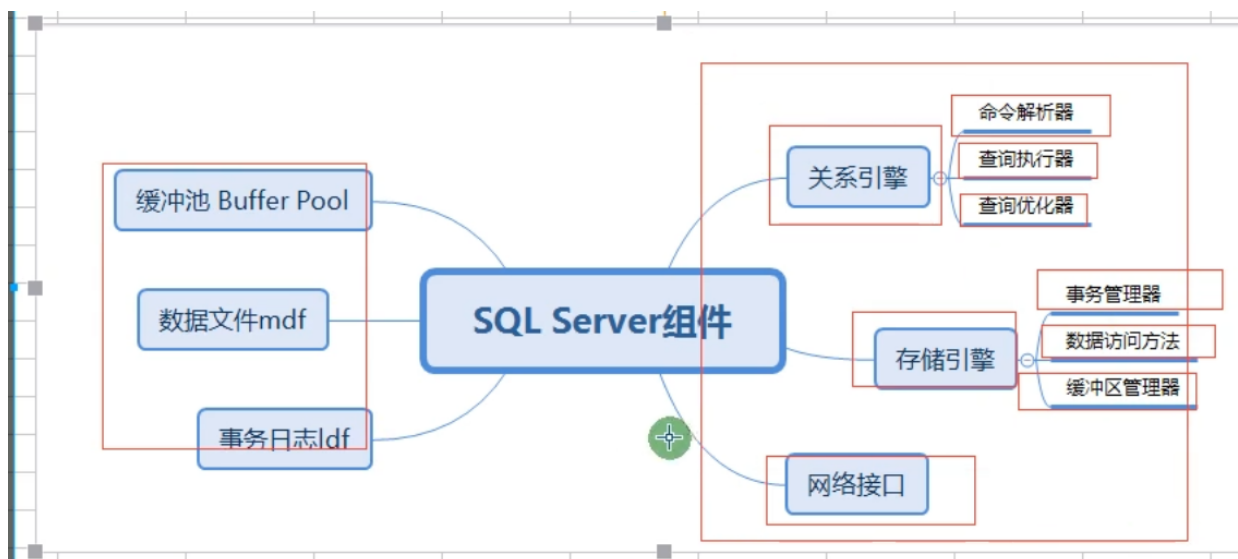 缓冲池 Buffer Pool
数据文件mdf
事务日志ldf
SQL Server组件
关系引擎
命令解析器
查询执行器
查询优化器
存储引擎
事务管理器
数据访问方法
缓冲区管理器
网络接口